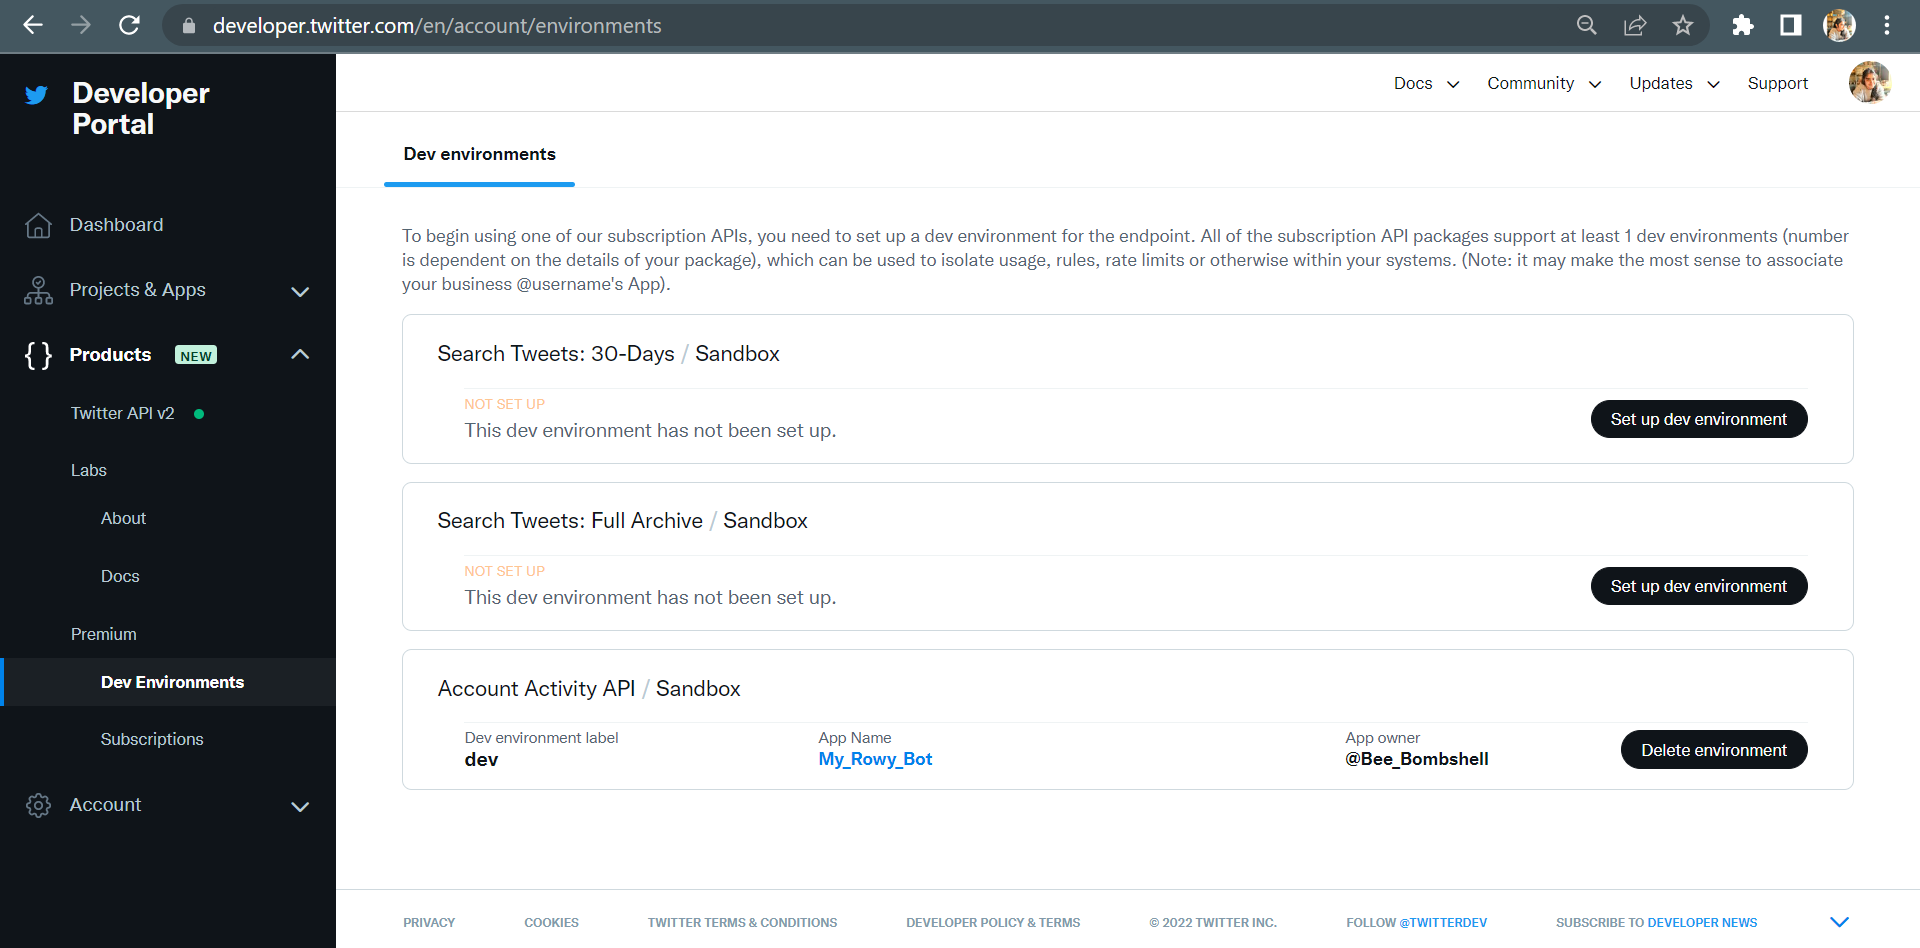 developer.twitter.com/en/account/environments
Developer
Portal
Dashboard
Projects & Apps
Products NEW
Twitter API v2
Labs
About
Docs
Premium
Dev Environments
Subscriptions
Account
Docs Community Updates Support
Dev environments
To begin using one of our subscription APIs, you need to set up a dev environment for the endpoint. All of the subscription API packages support at least 1 dev environments (number
is dependent on the details of your package), which can be used to isolate usage, rules, rate limits or otherwise within your systems. (Note: it may make the most sense to associate
your business @username's App).
Search Tweets: 30-Days / Sandbox
NOT SET UP
This dev environment has not been set up.
Set up dev environment
Search Tweets: Full Archive / Sandbox
NOT SET UP
This dev environment has not been set up.
Set up dev environment
Account Activity API / Sandbox
Dev environment label App Name App owner
dev My_Rowy_Bot @Bee_Bombshell
Delete environment
PRIVACY COOKIES TWITTER TERMS & CONDITIONS DEVELOPER POLICY & TERMS © 2022 TWITTER INC. FOLLOW @TWITTERDEV SUBSCRIBE TO DEVELOPER NEWS